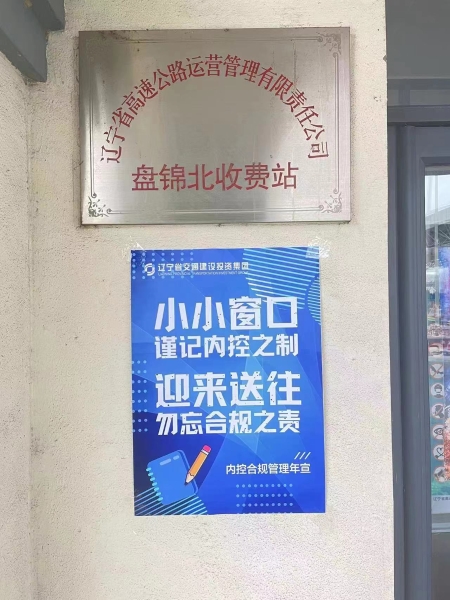 辽宁省高速公路运营管理有限责任公司
盘锦北收费站
辽宁省交通建设投资集团
小小窗口
谨记内控之制
迎来送往
勿忘合规之责
内控合规管理年宣